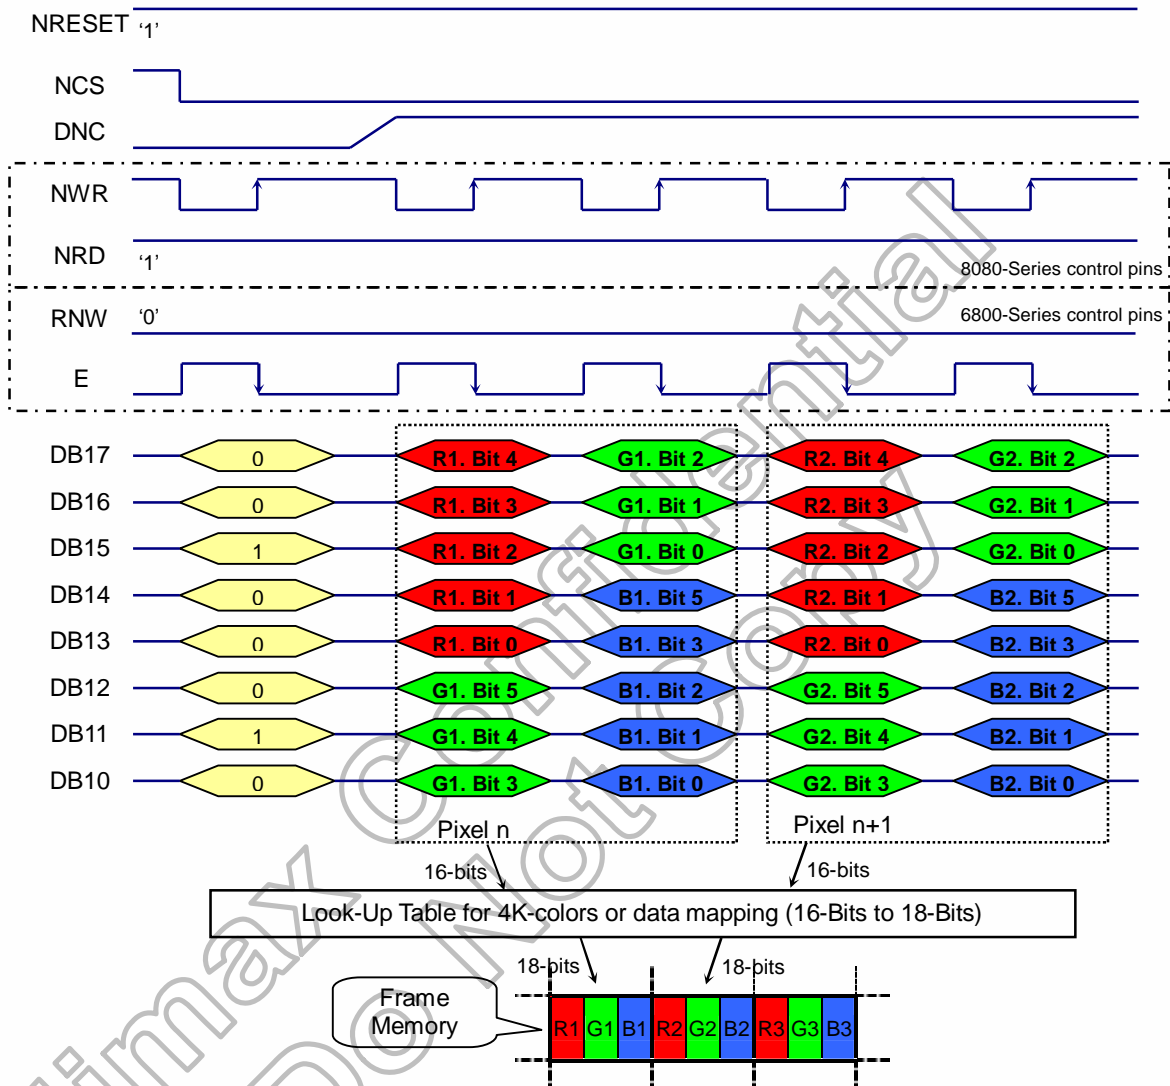 NRESET '1'
NCS
DNC
NWR
NRD '1'
8080-Series control pins
RNW '0'
6800-Series control pins
E
DB17 0 R1. Bit 4 G1. Bit 2 R2. Bit 4 G2. Bit 2
DB16 0 R1. Bit 3 G1. Bit 1 R2. Bit 3 G2. Bit 1
DB15 1 R1. Bit 2 G1. Bit 0 R2. Bit 2 G2. Bit 0
DB14 0 R1. Bit 1 B1. Bit 5 R2. Bit 1 B2. Bit 5
DB13 0 R1. Bit 0 B1. Bit 3 R2. Bit 0 B2. Bit 3
DB12 0 G1. Bit 5 B1. Bit 2 G2. Bit 5 B2. Bit 2
DB11 1 G1. Bit 4 B1. Bit 1 G2. Bit 4 B2. Bit 1
DB10 0 G1. Bit 3 B1. Bit 0 G2. Bit 3 B2. Bit 0
Pixel n Pixel n+1
16-bits 16-bits
Look-Up Table for 4K-colors or data mapping (16-Bits to 18-Bits)
18-bits 18-bits
Frame
Memory
R1 G1 B1 R2 G2 B2 R3 G3 B3
limax Confidential
Do Not Copy